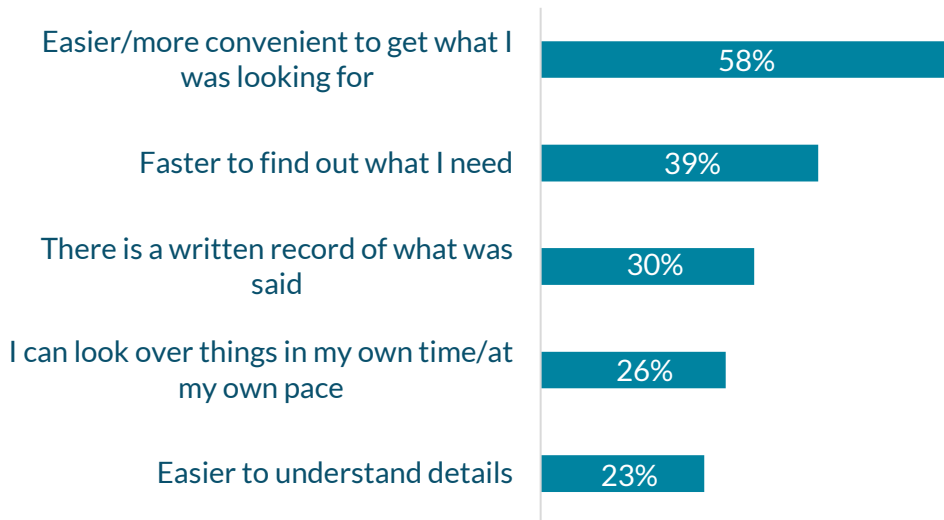 Easier/more convenient to get what I
was looking for
58%
Faster to find out what I need
39%
There is a written record of what was
said
30%
I can look over things in my own time/at
my own pace
26%
Easier to understand details
23%